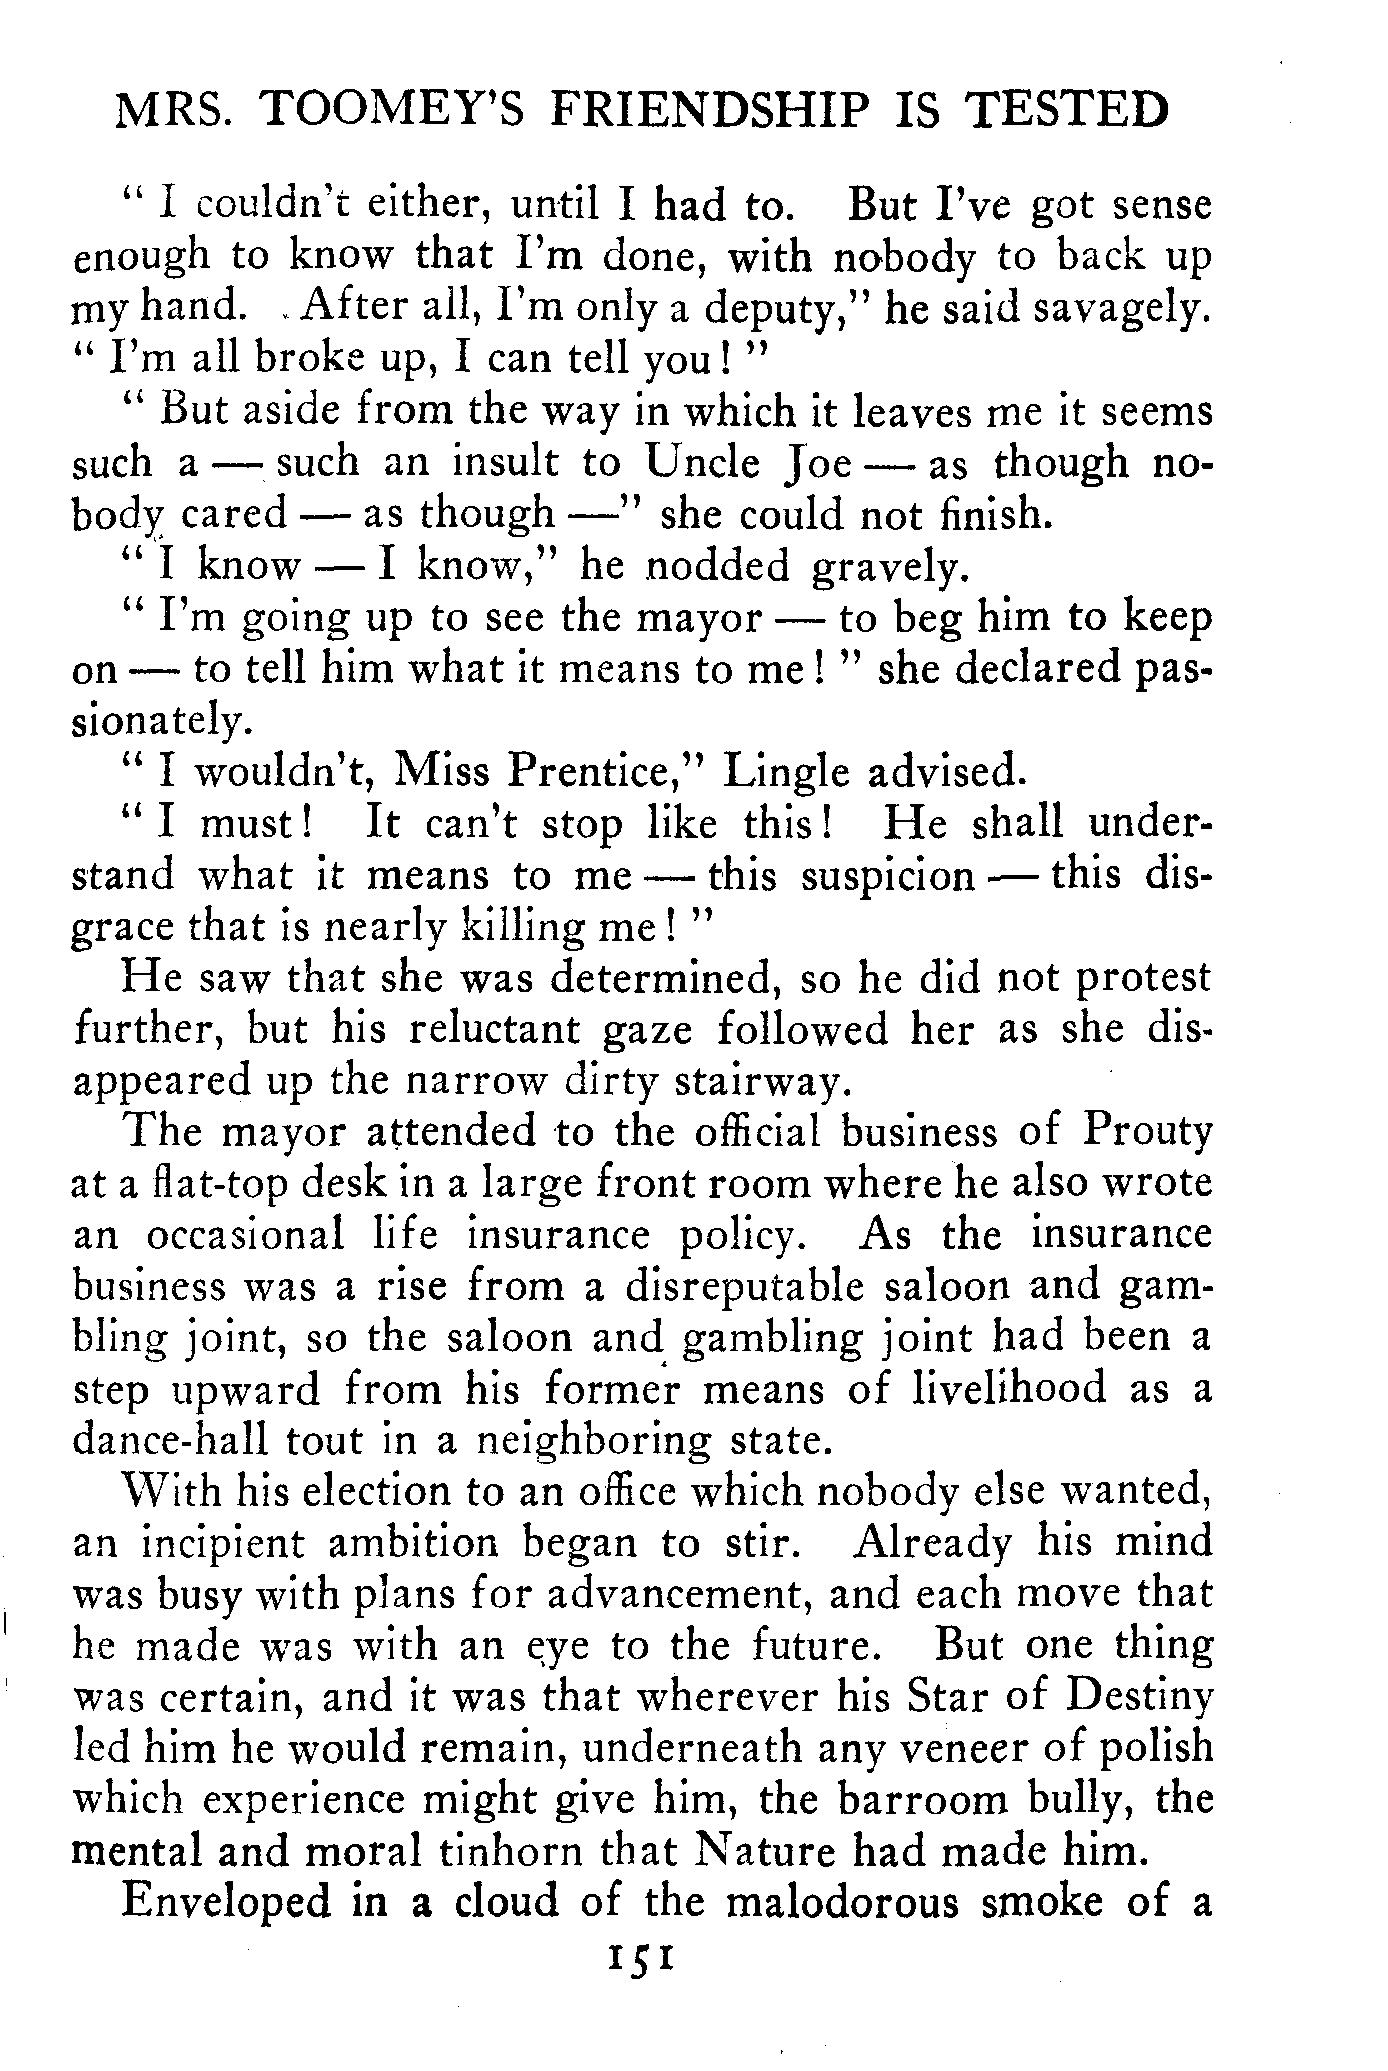 MRS. TOOMEY'S FRIENDSHIP IS TESTED
" I couldn't either, until I had to. But I've got sense
enough to know that I'm done, with nobody to back up
my hand. After all, I'm only a deputy," he said savagely.
" I'm all broke up, I can tell you ! "
" But aside from the way in which it leaves me it seems
such a — such an insult to Uncle Joe — as though no-
body cared — as though —" she could not finish.
" I know — I know," he nodded gravely.
" I'm going up to see the mayor — to beg him to keep
on — to tell him what it means to me ! " she declared pas-
sionately.
" I wouldn't, Miss Prentice," Lingle advised.
" I must ! It can't stop like this ! He shall under-
stand what it means to me — this suspicion — this dis-
grace that is nearly killing me ! "
He saw that she was determined, so he did not protest
further, but his reluctant gaze followed her as she dis-
appeared up the narrow dirty stairway.
The mayor attended to the official business of Prouty
at a flat-top desk in a large front room where he also wrote
an occasional life insurance policy. As the insurance
business was a rise from a disreputable saloon and gam-
bling joint, so the saloon and gambling joint had been a
step upward from his former means of livelihood as a
dance-hall tout in a neighboring state.
With his election to an office which nobody else wanted,
an incipient ambition began to stir. Already his mind
was busy with plans for advancement, and each move that
he made was with an eye to the future. But one thing
was certain, and it was that wherever his Star of Destiny
led him he would remain, underneath any veneer of polish
which experience might give him, the barroom bully, the
mental and moral tinhorn that Nature had made him.
Enveloped in a cloud of the malodorous smoke of a
151